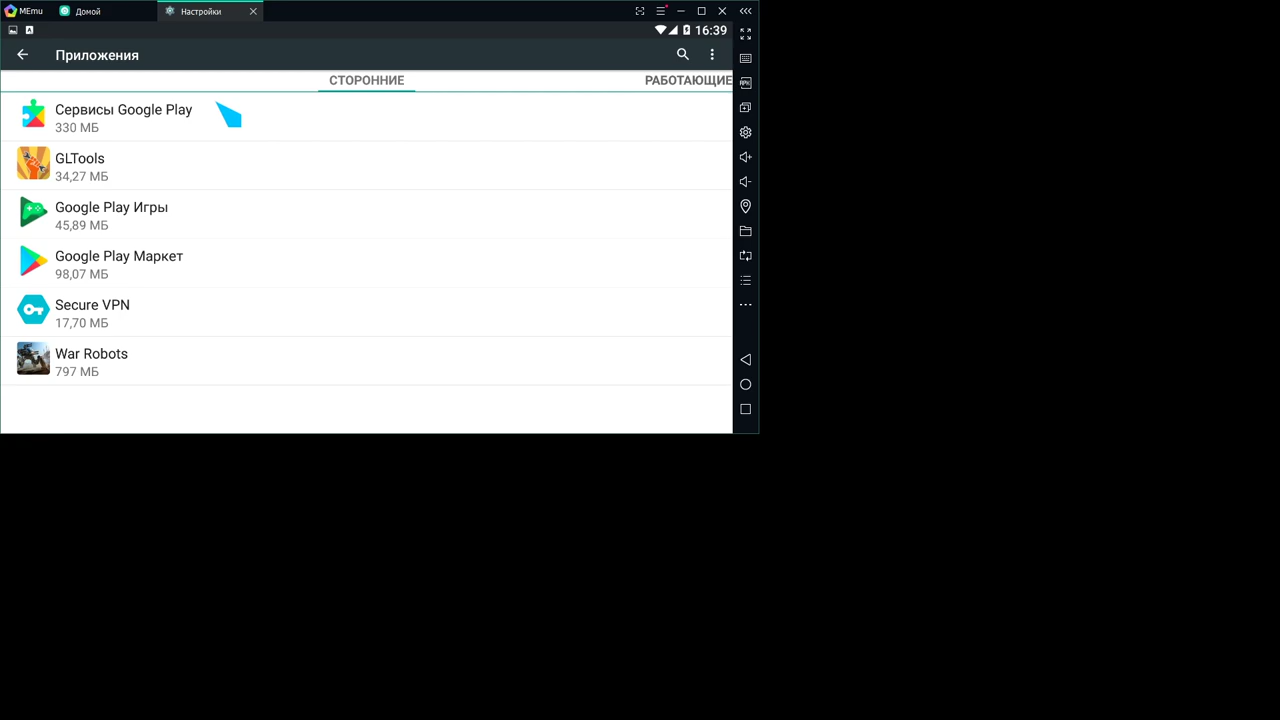 MEmu
Домой
Настройки
16:39
Приложения
СТОРОННИЕ
РАБОТАЮЩИЕ
Сервисы Google Play
330 МБ
GLTools
34,27 МБ
Google Play Игры
45,89 МБ
Google Play Маркет
98,07 МБ
Secure VPN
17,70 МБ
War Robots
797 МБ